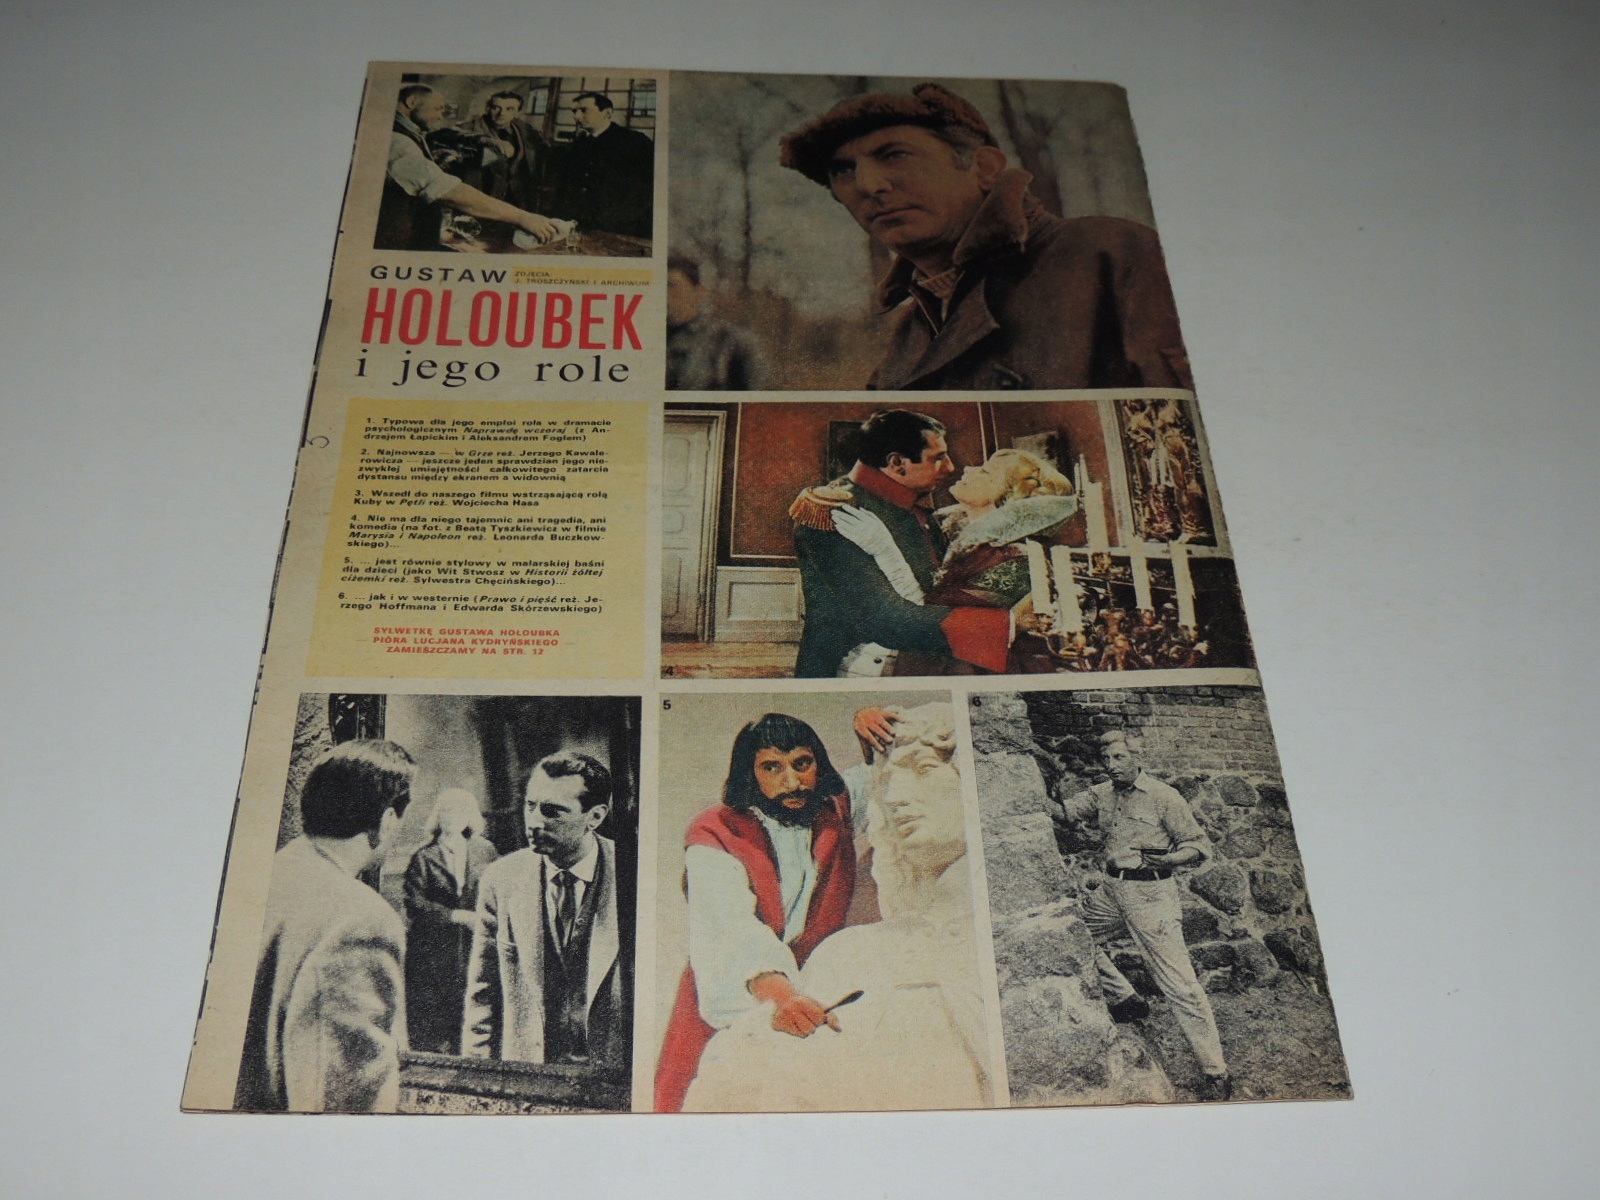 GUSTAW
ZDJĘCIA:
J. TROSZCZYŃSKI I ARCHIWUM
HOLOUBEK
i jego role
1. Typowa dla jego emploi rola w dramacie
psychologicznym Naprawdę wczoraj (z An-
drzejem Łapickim i Aleksandrem Foglem)
2. Najnowsza — w Grze reż. Jerzego Kawale-
rowicza — jeszcze jeden sprawdzian jego nie-
zwykłej umiejętności całkowitego zatarcia
dystansu między ekranem a widownią
3. Wszedł do naszego filmu wstrząsającą rolą
Kuby w Pętli reż. Wojciecha Hasa
4. Nie ma dla niego tajemnic ani tragedia, ani
komedia (na fot. z Beatą Tyszkiewicz w filmie
Marysia i Napoleon reż. Leonarda Buczkow-
skiego)...
5. ... jest równie stylowy w malarskiej baśni
dla dzieci (jako Wit Stwosz w Historii żółtej
ciżemki reż. Sylwestra Chęcińskiego)...
6. ... jak i w westernie (Prawo i pięść reż. Je-
rzego Hoffmana i Edwarda Skórzewskiego)
SYLWETKĘ GUSTAWA HOLOUBKA
— PIÓRA LUCJANA KYDRYŃSKIEGO —
ZAMIESZCZAMY NA STR. 12
4
5
6